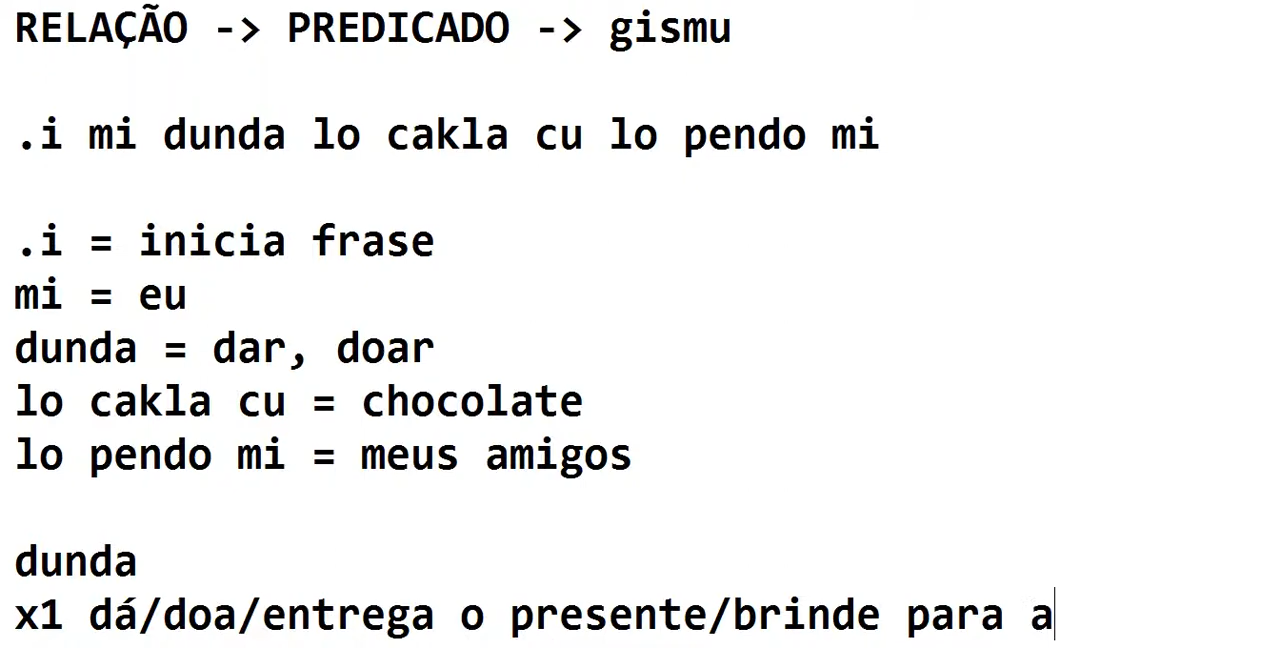 RELAÇÃO -> PREDICADO -> gismu
.i mi dunda lo cakla cu lo pendo mi
.i = inicia frase
mi = eu
dunda = dar, doar
lo cakla cu = chocolate
lo pendo mi = meus amigos
dunda
x1 dá/doa/entrega o presente/brinde para a